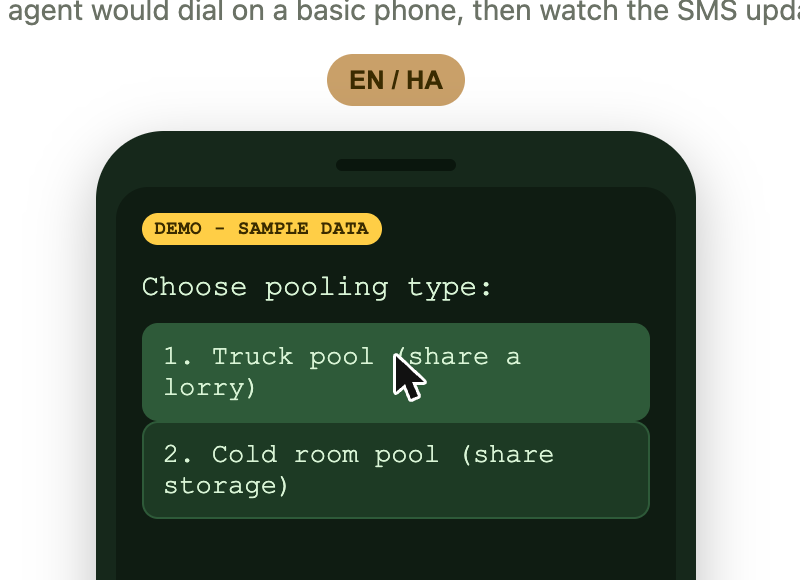 agent would dial on a basic phone, then watch the SMS
EN / HA
DEMO - SAMPLE DATA
Choose pooling type:
1. Truck pool (share a
lorry)
2. Cold room pool (share
storage)